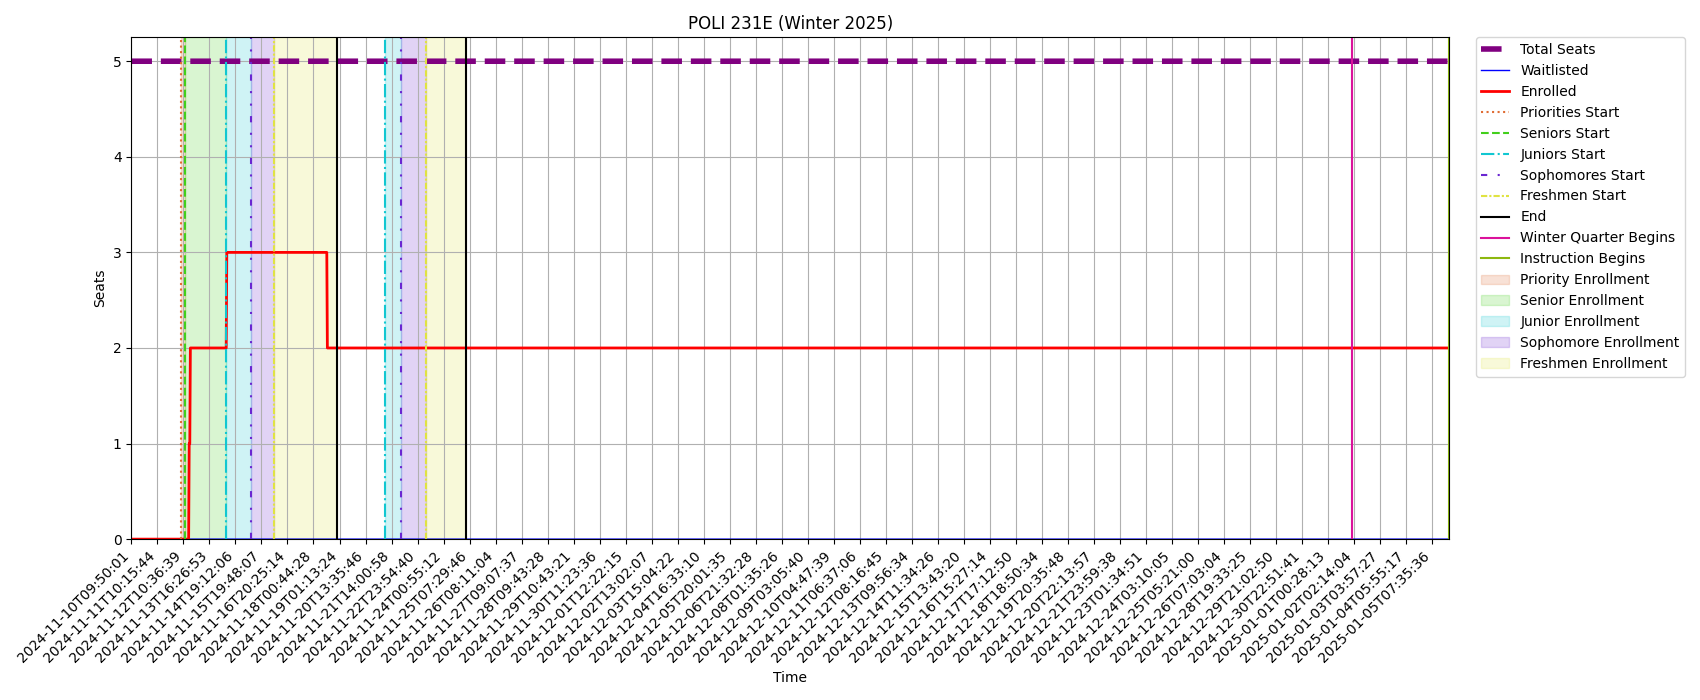 POLI 231E (Winter 2025)
Seats
5
4
3
2
1
0
2024-11-10T09:50:01
2024-11-11T10:15:44
2024-11-12T10:36:39
2024-11-13T16:26:53
2024-11-14T19:12:06
2024-11-15T19:48:07
2024-11-16T20:25:14
2024-11-18T00:44:28
2024-11-19T01:13:24
2024-11-20T13:35:46
2024-11-21T14:00:58
2024-11-22T23:54:40
2024-11-24T00:55:12
2024-11-25T07:29:46
2024-11-26T08:11:04
2024-11-27T09:07:37
2024-11-28T09:43:28
2024-11-29T10:43:21
2024-11-30T11:23:36
2024-12-01T12:22:15
2024-12-02T13:02:07
2024-12-03T15:04:22
2024-12-04T16:33:10
2024-12-05T20:01:35
2024-12-06T21:32:28
2024-12-08T01:35:26
2024-12-09T03:05:40
2024-12-10T04:47:39
2024-12-11T06:37:06
2024-12-12T08:16:45
2024-12-13T09:56:34
2024-12-14T11:34:26
2024-12-15T13:43:20
2024-12-16T15:27:14
2024-12-17T17:12:50
2024-12-18T18:50:34
2024-12-19T20:35:48
2024-12-20T22:13:57
2024-12-21T23:59:38
2024-12-23T01:34:51
2024-12-24T03:10:05
2024-12-25T05:21:00
2024-12-26T07:03:04
2024-12-28T19:33:25
2024-12-29T21:02:50
2024-12-30T22:51:41
2025-01-01T00:28:13
2025-01-02T02:14:04
2025-01-03T03:57:27
2025-01-04T05:55:17
2025-01-05T07:35:36
Time
Total Seats
Waitlisted
Enrolled
Priorities Start
Seniors Start
Juniors Start
Sophomores Start
Freshmen Start
End
Winter Quarter Begins
Instruction Begins
Priority Enrollment
Senior Enrollment
Junior Enrollment
Sophomore Enrollment
Freshmen Enrollment